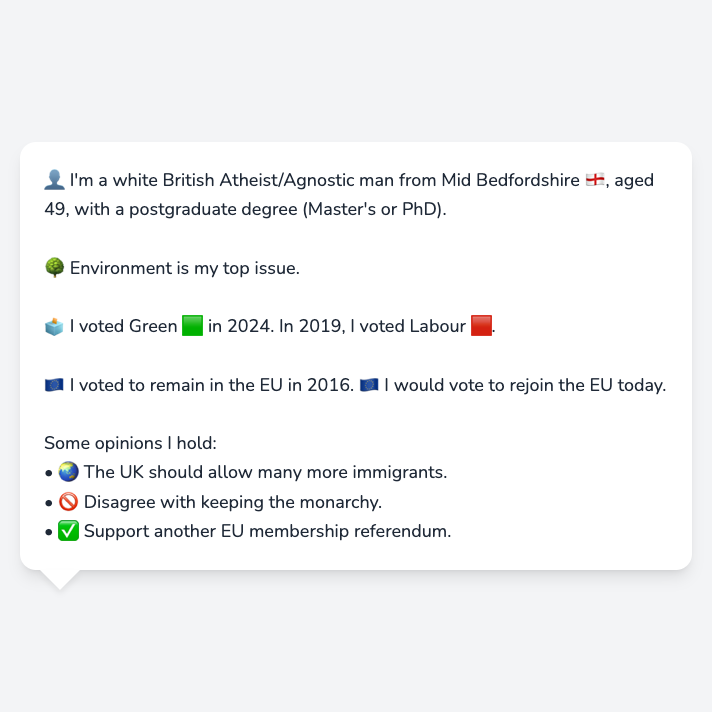 👤 I'm a white British Atheist/Agnostic man from Mid Bedfordshire 🏴󠁧󠁢󠁥󠁮󠁧󠁿, aged
49, with a postgraduate degree (Master's or PhD).
🌳 Environment is my top issue.
🗳️ I voted Green 🟩 in 2024. In 2019, I voted Labour 🟥.
🇪🇺 I voted to remain in the EU in 2016. 🇪🇺 I would vote to rejoin the EU today.
Some opinions I hold:
• 🌏 The UK should allow many more immigrants.
• 🚫 Disagree with keeping the monarchy.
• ✅ Support another EU membership referendum.